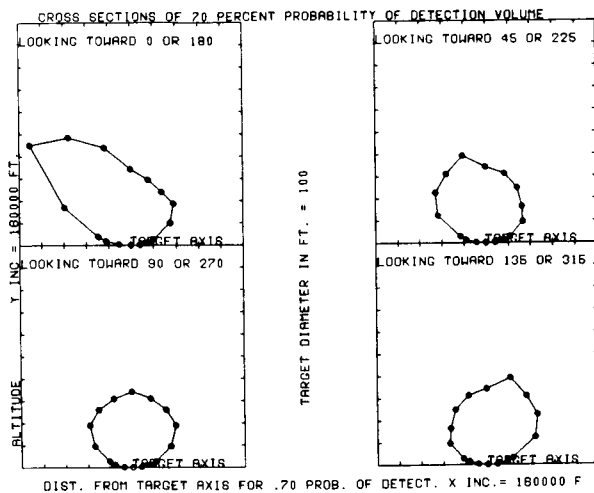 CROSS SECTIONS OF 70 PERCENT PROBABILITY OF DETECTION VOLUME
LOOKING TOWARD 0 OR 180
LOOKING TOWARD 45 OR 225
TARGET AXIS
TARGET AXIS
LOOKING TOWARD 90 OR 270
LOOKING TOWARD 135 OR 315
TARGET AXIS
TARGET AXIS
ALTITUDE Y INC = 180000 FT.
TARGET DIAMETER IN FT. = 100
DIST. FROM TARGET AXIS FOR .70 PROB. OF DETECT. X INC.= 180000 F